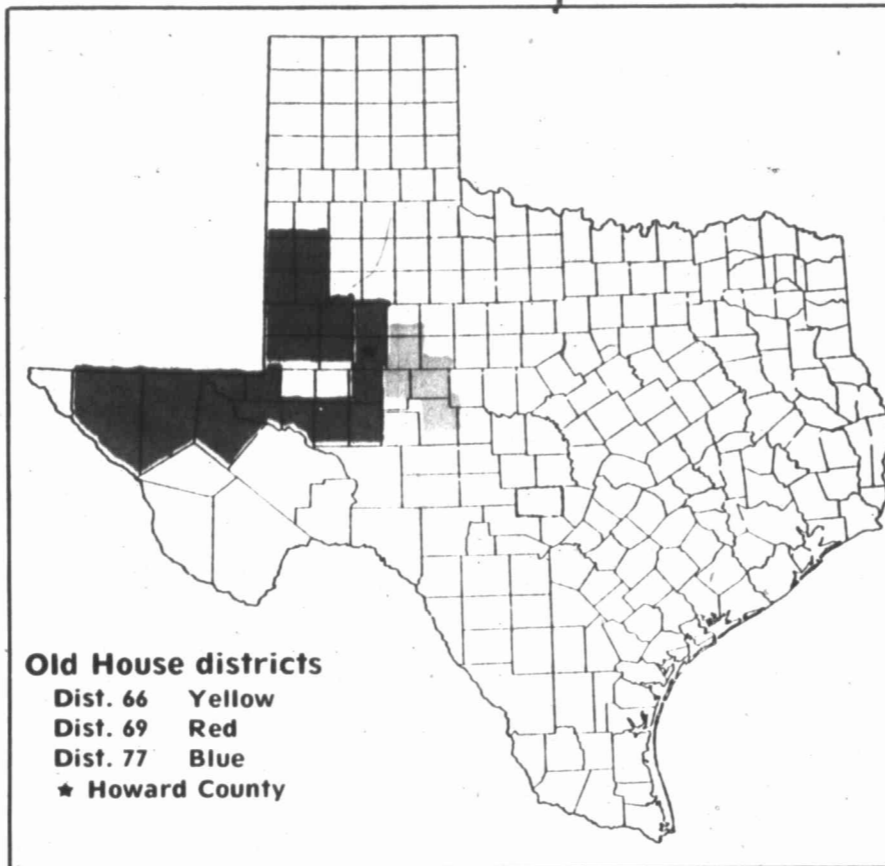 Old House districts
Dist. 66 Yellow
Dist. 69 Red
Dist. 77 Blue
★ Howard County